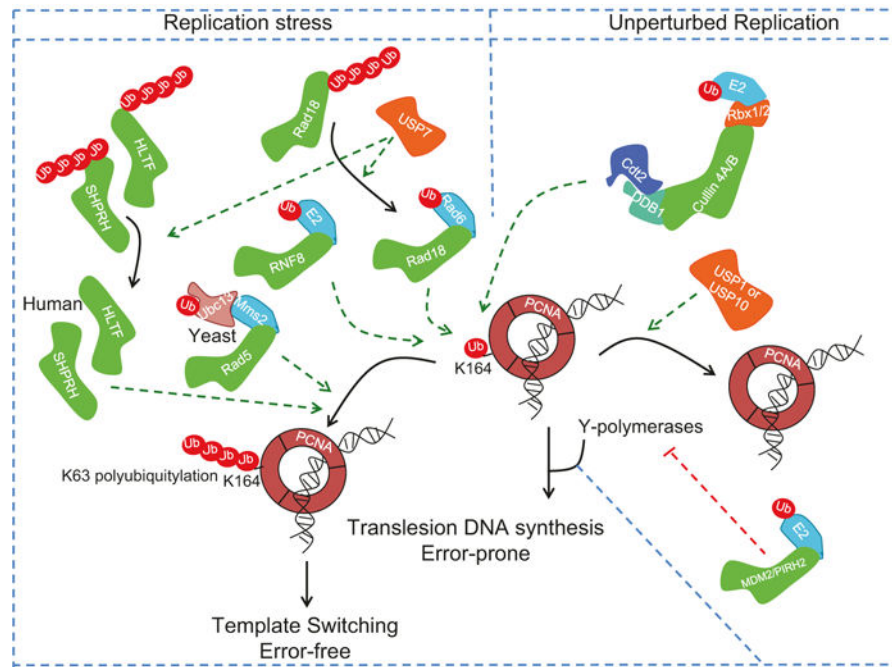 Replication stress
Unperturbed Replication
Ub Ub Ub Ub
HLTF
Ub Ub Ub Ub
SHPRH
Ub Ub Ub Ub
Rad18
USP7
Ub
E2
Rbx1/2
Cullin 4A/B
Cdt2
DDB1
Ub
E2
RNF8
Ub
Rad6
Rad18
Human
HLTF
SHPRH
Ub
Ubc13
Mms2
Yeast
Rad5
USP1 or
USP10
Ub
K164
PCNA
PCNA
Y-polymerases
Ub Ub Ub Ub
K63 polyubiquitylation
K164
PCNA
Translesion DNA synthesis
Error-prone
Ub
E2
MDM2/PIRH2
Template Switching
Error-free